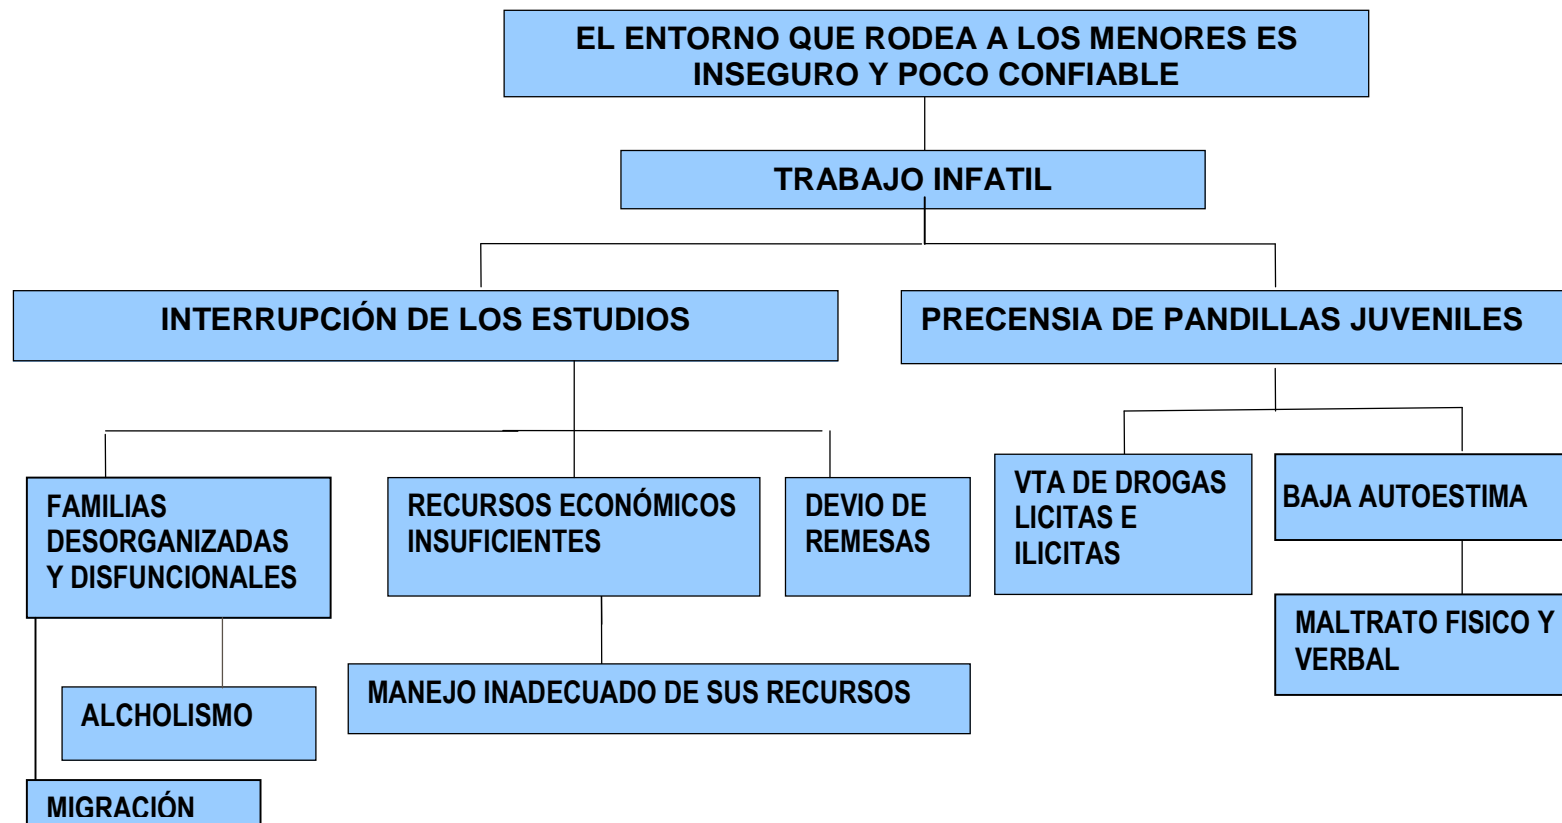 EL ENTORNO QUE RODEA A LOS MENORES ES
INSEGURO Y POCO CONFIABLE
TRABAJO INFATIL
INTERRUPCIÓN DE LOS ESTUDIOS
PRECENSIA DE PANDILLAS JUVENILES
FAMILIAS
DESORGANIZADAS
Y DISFUNCIONALES
RECURSOS ECONÓMICOS
INSUFICIENTES
DEVIO DE
REMESAS
VTA DE DROGAS
LICITAS E
ILICITAS
BAJA AUTOESTIMA
MALTRATO FISICO Y
VERBAL
MANEJO INADECUADO DE SUS RECURSOS
ALCHOLISMO
MIGRACIÓN